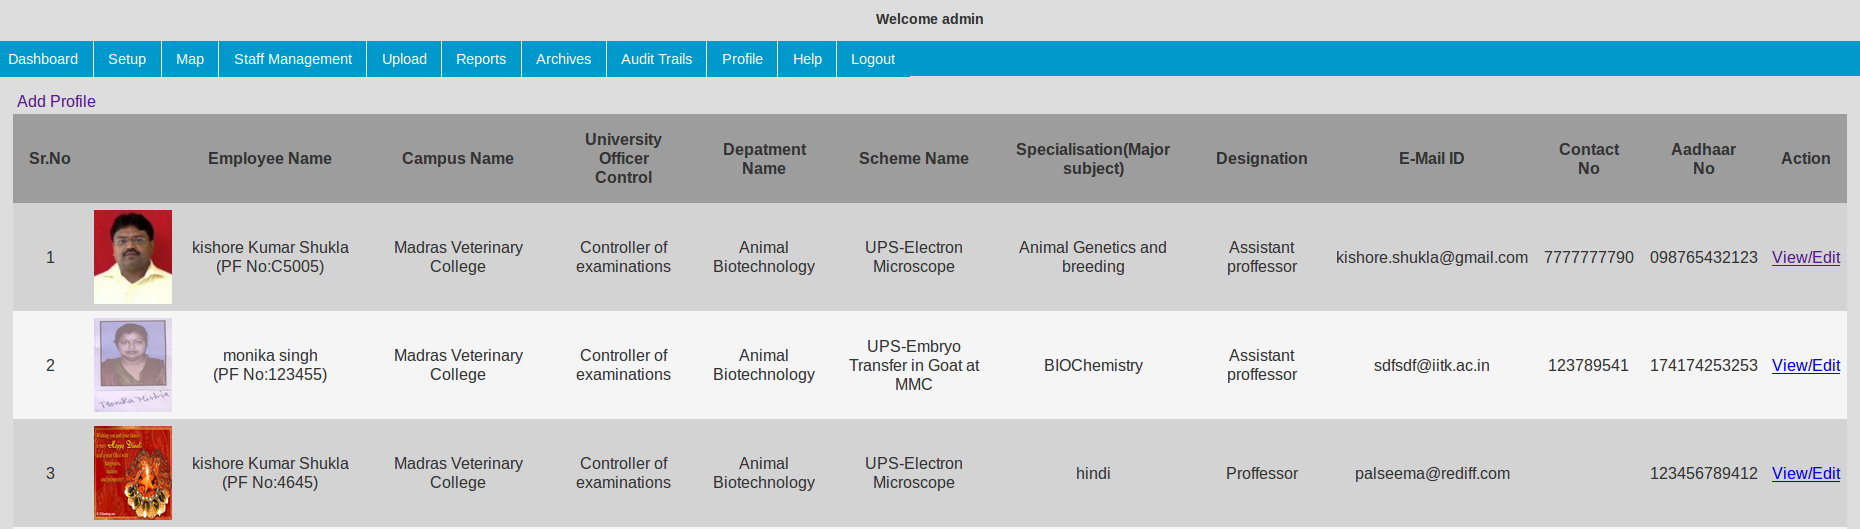 Welcome admin
Dashboard Setup Map Staff Management Upload Reports Archives Audit Trails Profile Help Logout
Add Profile
Sr.No Employee Name Campus Name University Officer Control Depatment Name Scheme Name Specialisation(Major subject) Designation E-Mail ID Contact No Aadhaar No Action
1 kishore Kumar Shukla (PF No:C5005) Madras Veterinary College Controller of examinations Animal Biotechnology UPS-Electron Microscope Animal Genetics and breeding Assistant proffessor kishore.shukla@gmail.com 7777777790 098765432123 View/Edit
2 monika singh (PF No:123455) Madras Veterinary College Controller of examinations Animal Biotechnology UPS-Embryo Transfer in Goat at MMC BIOChemistry Assistant proffessor sdfsdf@iitk.ac.in 123789541 174174253253 View/Edit
3 kishore Kumar Shukla (PF No:4645) Madras Veterinary College Controller of examinations Animal Biotechnology UPS-Electron Microscope hindi Proffessor palseema@rediff.com 123456789412 View/Edit
Happy Diwali